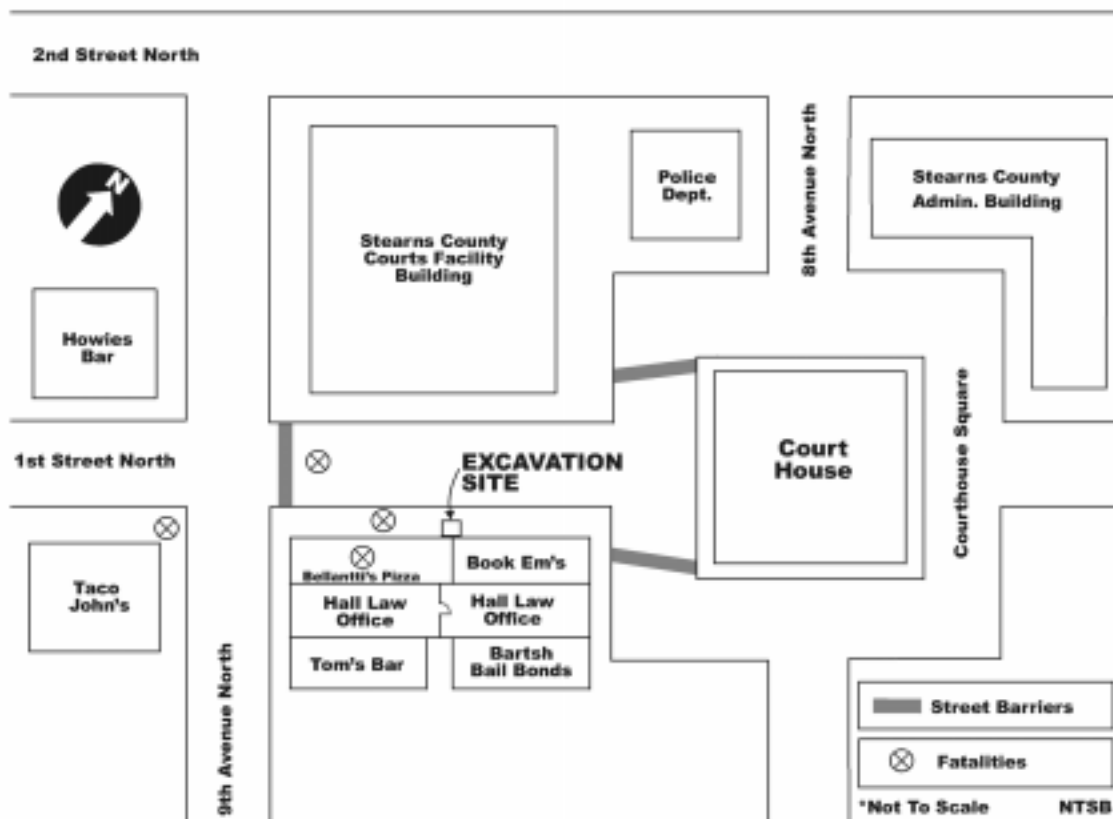 2nd Street North
N
Stearns County
Courts Facility
Building
Police
Dept.
8th Avenue North
Stearns County
Admin. Building
Howies
Bar
1st Street North
EXCAVATION
SITE
Court
House
Courthouse Square
Taco
John's
Bellantti's Pizza
Book Em's
Hall Law
Office
Hall Law
Office
Tom's Bar
Bartsh
Bail Bonds
9th Avenue North
Street Barriers
Fatalities
*Not To Scale
NTSB